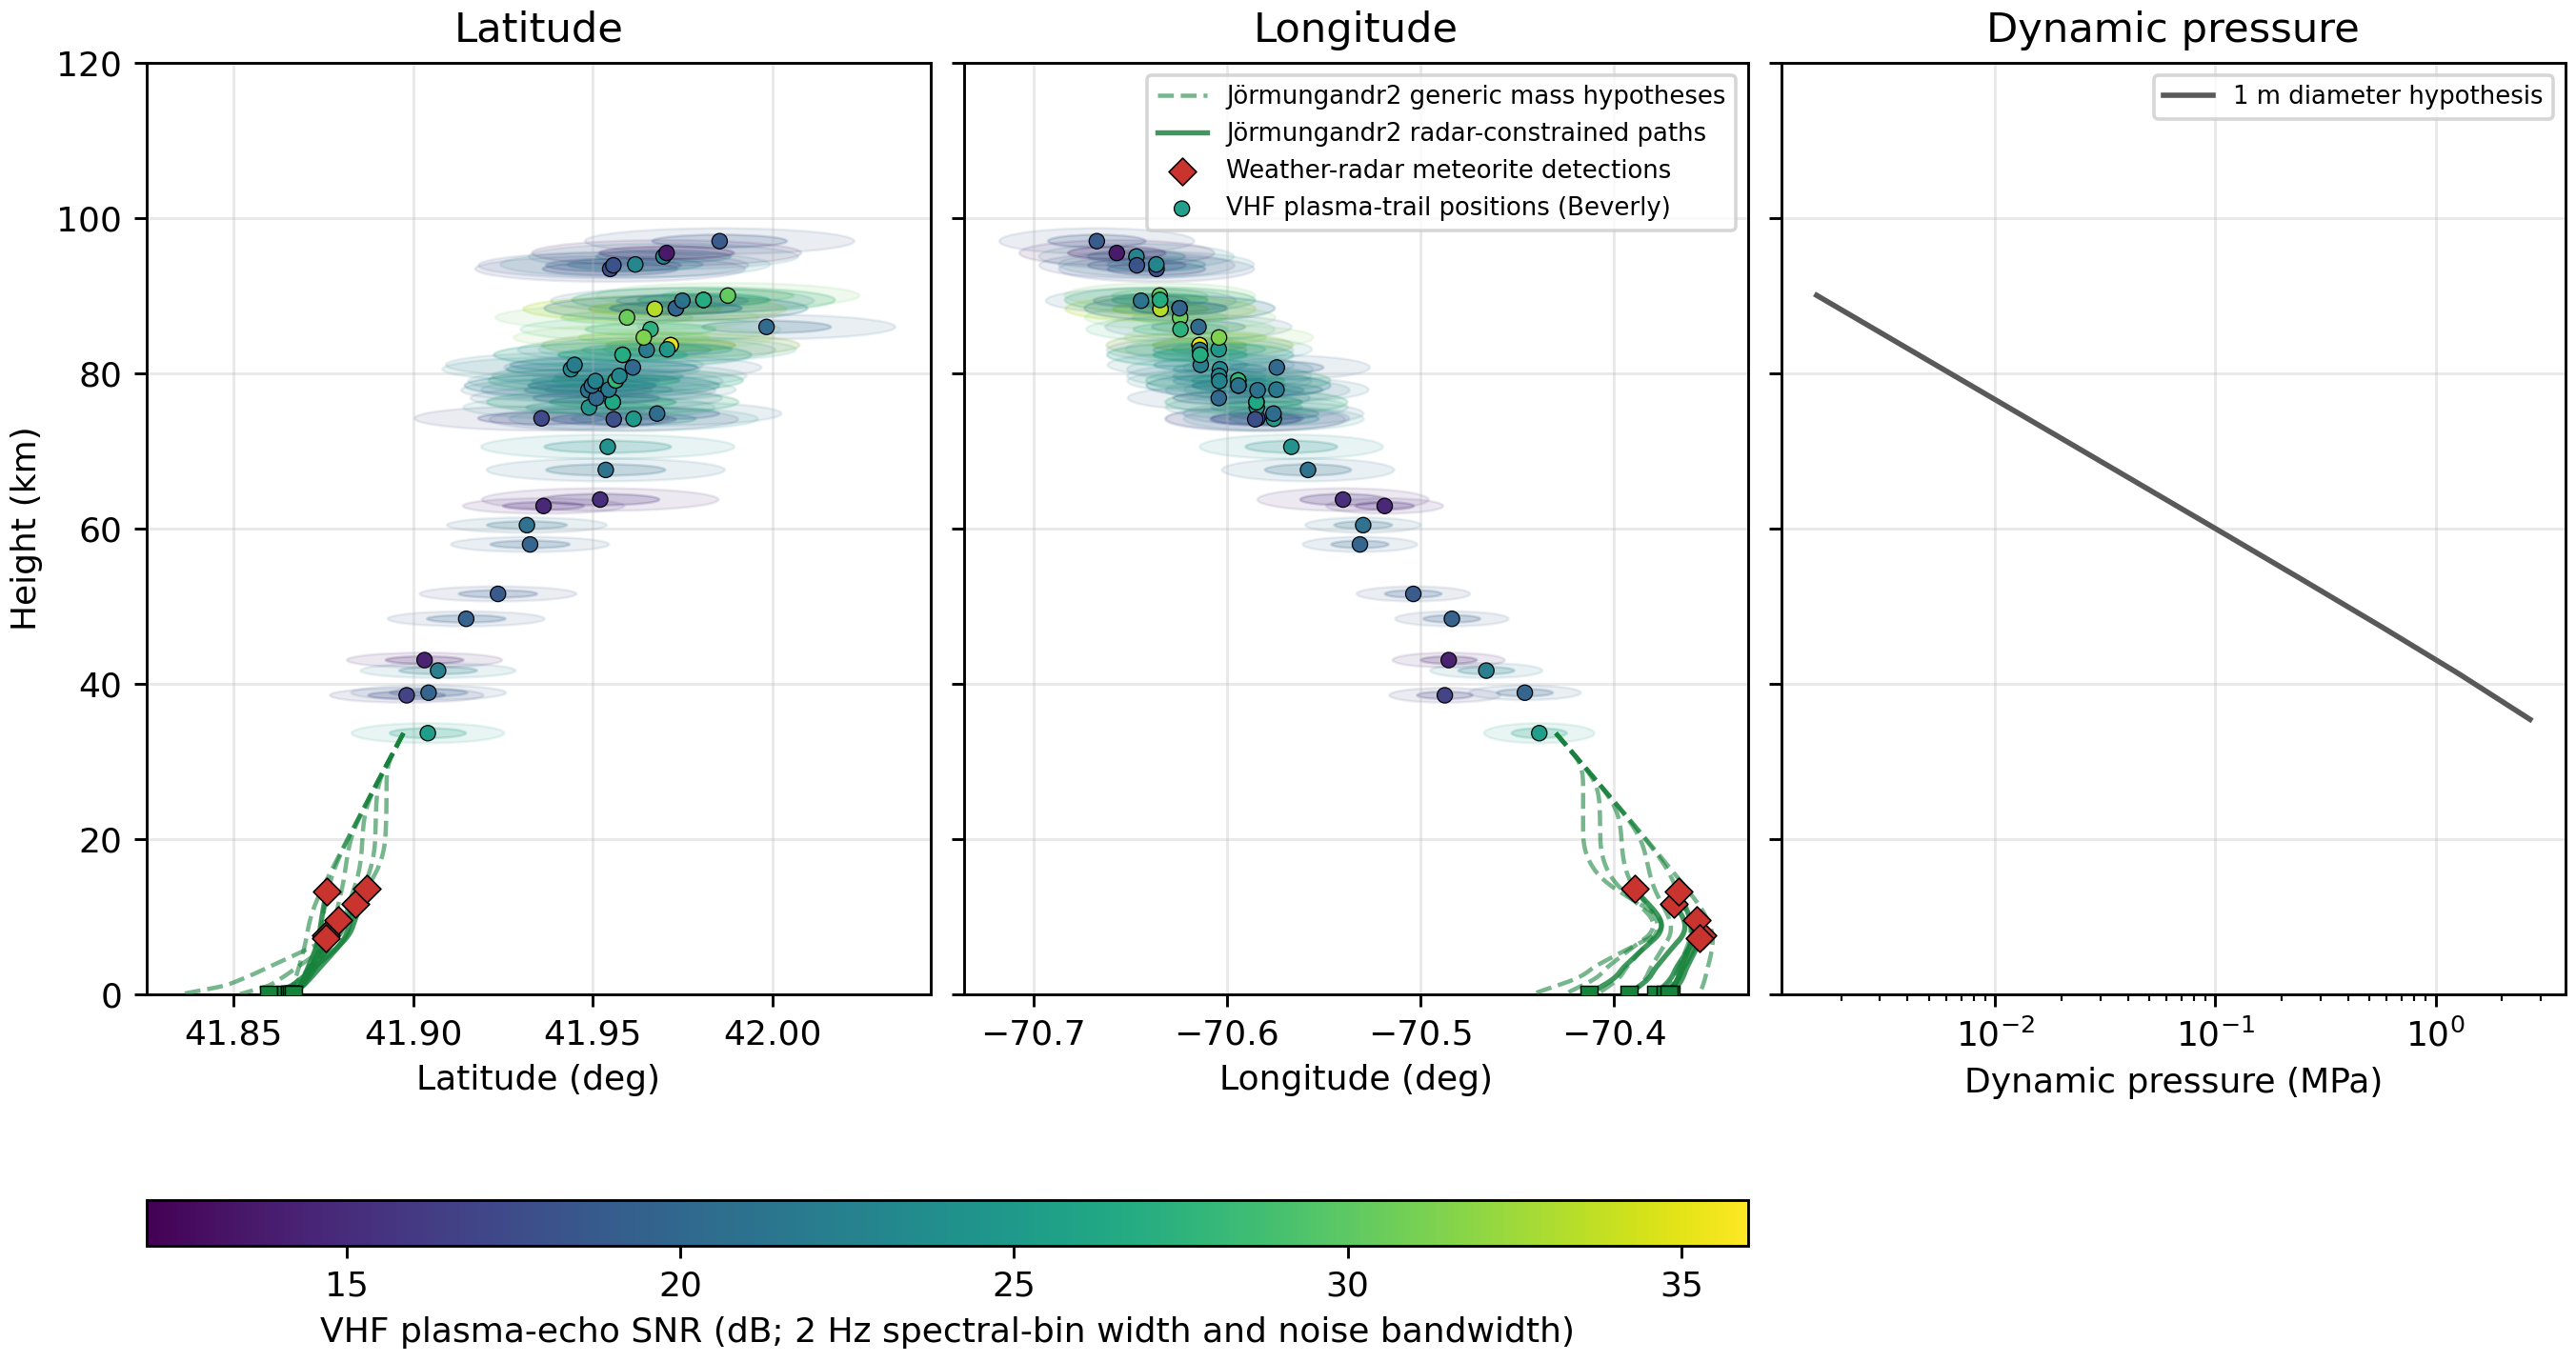 Latitude
Longitude
Dynamic pressure
Height (km)
120
100
80
60
40
20
0
Jörmungandr2 generic mass hypotheses
Jörmungandr2 radar-constrained paths
Weather-radar meteorite detections
VHF plasma-trail positions (Beverly)
1 m diameter hypothesis
41.85 41.90 41.95 42.00
Latitude (deg)
−70.7 −70.6 −70.5 −70.4
Longitude (deg)
10⁻² 10⁻¹ 10⁰
Dynamic pressure (MPa)
15 20 25 30 35
VHF plasma-echo SNR (dB; 2 Hz spectral-bin width and noise bandwidth)